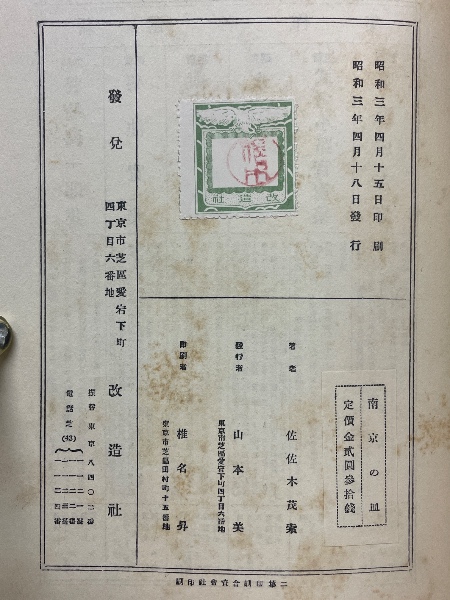 昭和三年四月十五日印刷
昭和三年四月十八日發行
改造社
南京の皿
定價金貳圓參拾錢
著者 佐佐木茂索
發行者 山本美
東京市芝區愛宕下町四丁目六番地
印刷者 椎名昇
東京市芝區田村町十五番地
發兌
東京市芝區愛宕下町
四丁目六番地
改造社
振替東京八四〇二番
電話芝(43)